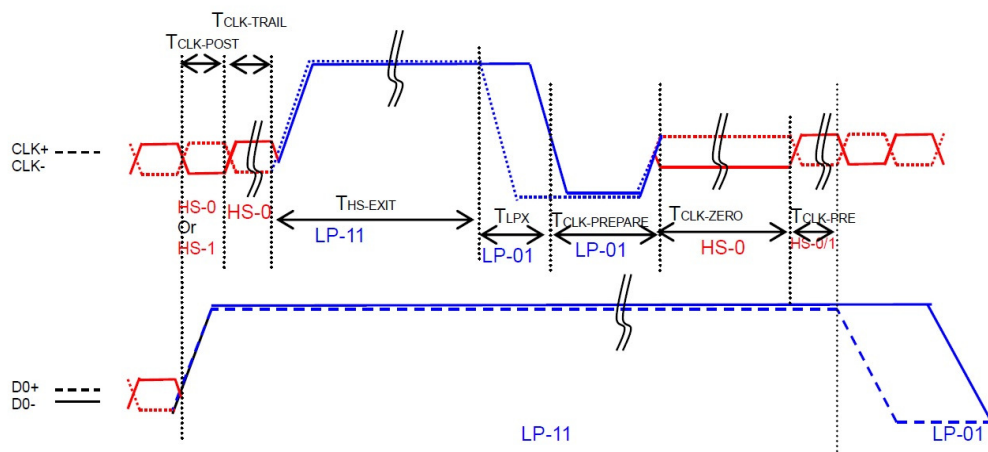 TCLK-TRAIL
TCLK-POST
CLK+
CLK-
HS-0
Or
HS-1
HS-0
THS-EXIT
LP-11
TLPX
LP-01
TCLK-PREPARE
LP-01
TCLK-ZERO
HS-0
TCLK-PRE
HS-0/1
D0+
D0-
LP-11
LP-01